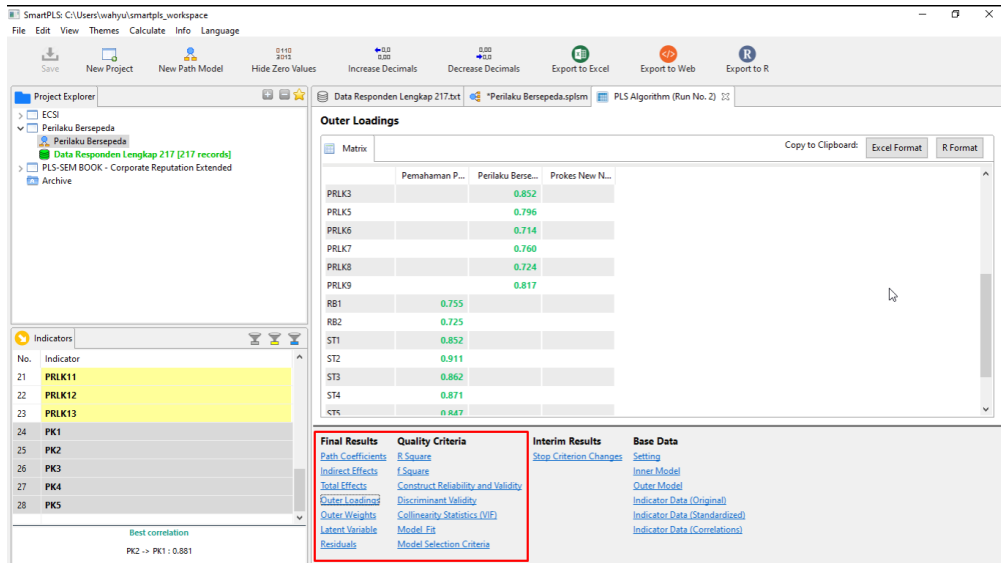 SmartPLS: C:\Users\wahyu\smartpls_workspace
File Edit View Themes Calculate Info Language
Save New Project New Path Model Hide Zero Values Increase Decimals Decrease Decimals Export to Excel Export to Web Export to R
Project Explorer
ECSI
Perilaku Bersepeda
Perilaku Bersepeda
Data Responden Lengkap 217 [217 records]
PLS-SEM BOOK - Corporate Reputation Extended
Archive
Indicators
No. Indicator
21 PRLK11
22 PRLK12
23 PRLK13
24 PK1
25 PK2
26 PK3
27 PK4
28 PK5
Best correlation
PK2 -> PK1 : 0.881
Data Responden Lengkap 217.txt *Perilaku Bersepeda.splsm PLS Algorithm (Run No. 2)
Outer Loadings
Matrix Copy to Clipboard: Excel Format R Format
Pemahaman P... Perilaku Berse... Prokes New N...
PRLK3 0.852
PRLK5 0.796
PRLK6 0.714
PRLK7 0.760
PRLK8 0.724
PRLK9 0.817
RB1 0.755
RB2 0.725
ST1 0.852
ST2 0.911
ST3 0.862
ST4 0.871
ST5 0.847
Final Results Quality Criteria Interim Results Base Data
Path Coefficients R Square Stop Criterion Changes Setting
Indirect Effects f Square Inner Model
Total Effects Construct Reliability and Validity Outer Model
Outer Loadings Discriminant Validity Indicator Data (Original)
Outer Weights Collinearity Statistics (VIF) Indicator Data (Standardized)
Latent Variable Model_Fit Indicator Data (Correlations)
Residuals Model Selection Criteria